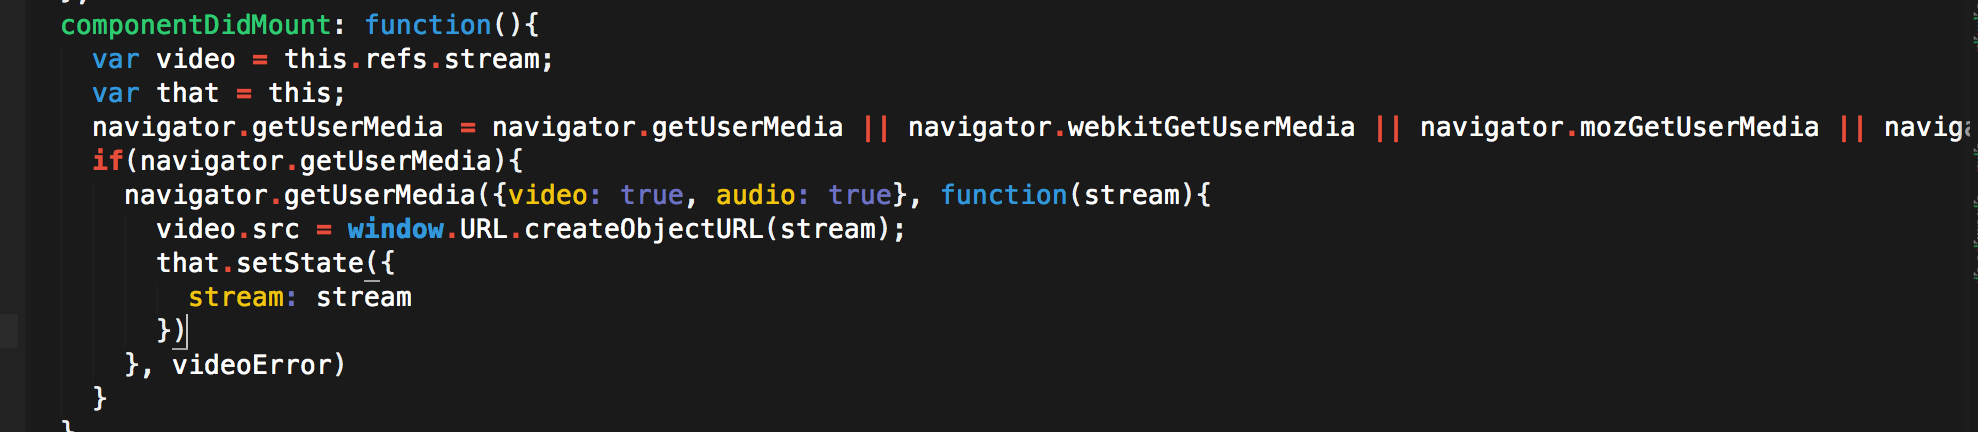 componentDidMount: function(){
var video = this.refs.stream;
var that = this;
navigator.getUserMedia = navigator.getUserMedia || navigator.webkitGetUserMedia || navigator.mozGetUserMedia ||
if(navigator.getUserMedia){
navigator.getUserMedia({video: true, audio: true}, function(stream){
video.src = window.URL.createObjectURL(stream);
that.setState({
stream: stream
})
}, videoError)
}
}